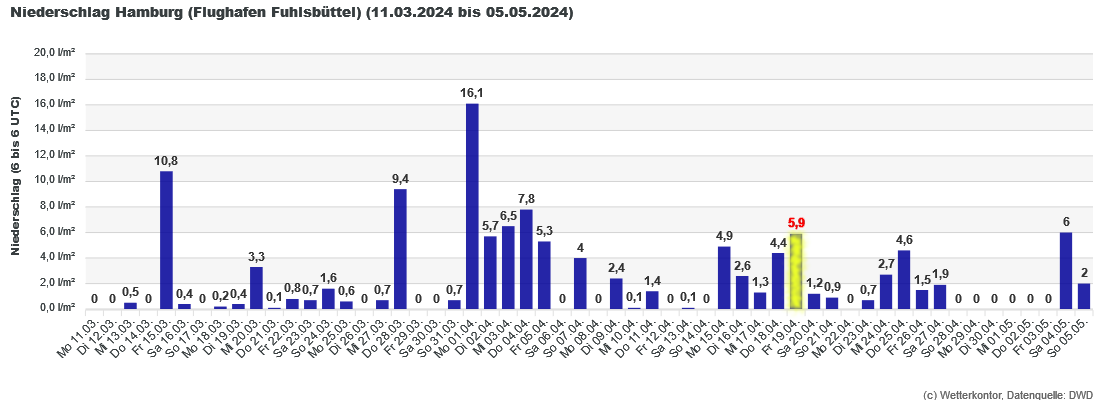 Niederschlag Hamburg (Flughafen Fuhlsbüttel) (11.03.2024 bis 05.05.2024)
Niederschlag (6 bis 6 UTC)
20,0 l/m²
18,0 l/m²
16,0 l/m²
14,0 l/m²
12,0 l/m²
10,0 l/m²
8,0 l/m²
6,0 l/m²
4,0 l/m²
2,0 l/m²
0,0 l/m²
0 0 0,5 0 10,8 0,4 0 0,2 0,4 3,3 0,1 0,8 0,7 1,6 0,6 0 0,7 9,4 0 0 0,7 16,1 5,7 6,5 7,8 5,3 0 4 0 2,4 0,1 1,4 0 0,1 0 4,9 2,6 1,3 4,4 5,9 1,2 0,9 0 0,7 2,7 4,6 1,5 1,9 0 0 0 0 0 0 6 2
Mo 11.03. Di 12.03. Mi 13.03. Do 14.03. Fr 15.03. Sa 16.03. So 17.03. Mo 18.03. Di 19.03. Mi 20.03. Do 21.03. Fr 22.03. Sa 23.03. So 24.03. Mo 25.03. Di 26.03. Mi 27.03. Do 28.03. Fr 29.03. Sa 30.03. So 31.03. Mo 01.04. Di 02.04. Mi 03.04. Do 04.04. Fr 05.04. Sa 06.04. So 07.04. Mo 08.04. Di 09.04. Mi 10.04. Do 11.04. Fr 12.04. Sa 13.04. So 14.04. Mo 15.04. Di 16.04. Mi 17.04. Do 18.04. Fr 19.04. Sa 20.04. So 21.04. Mo 22.04. Di 23.04. Mi 24.04. Do 25.04. Fr 26.04. Sa 27.04. So 28.04. Mo 29.04. Di 30.04. Mi 01.05. Do 02.05. Fr 03.05. Sa 04.05. So 05.05.
(c) Wetterkontor, Datenquelle: DWD